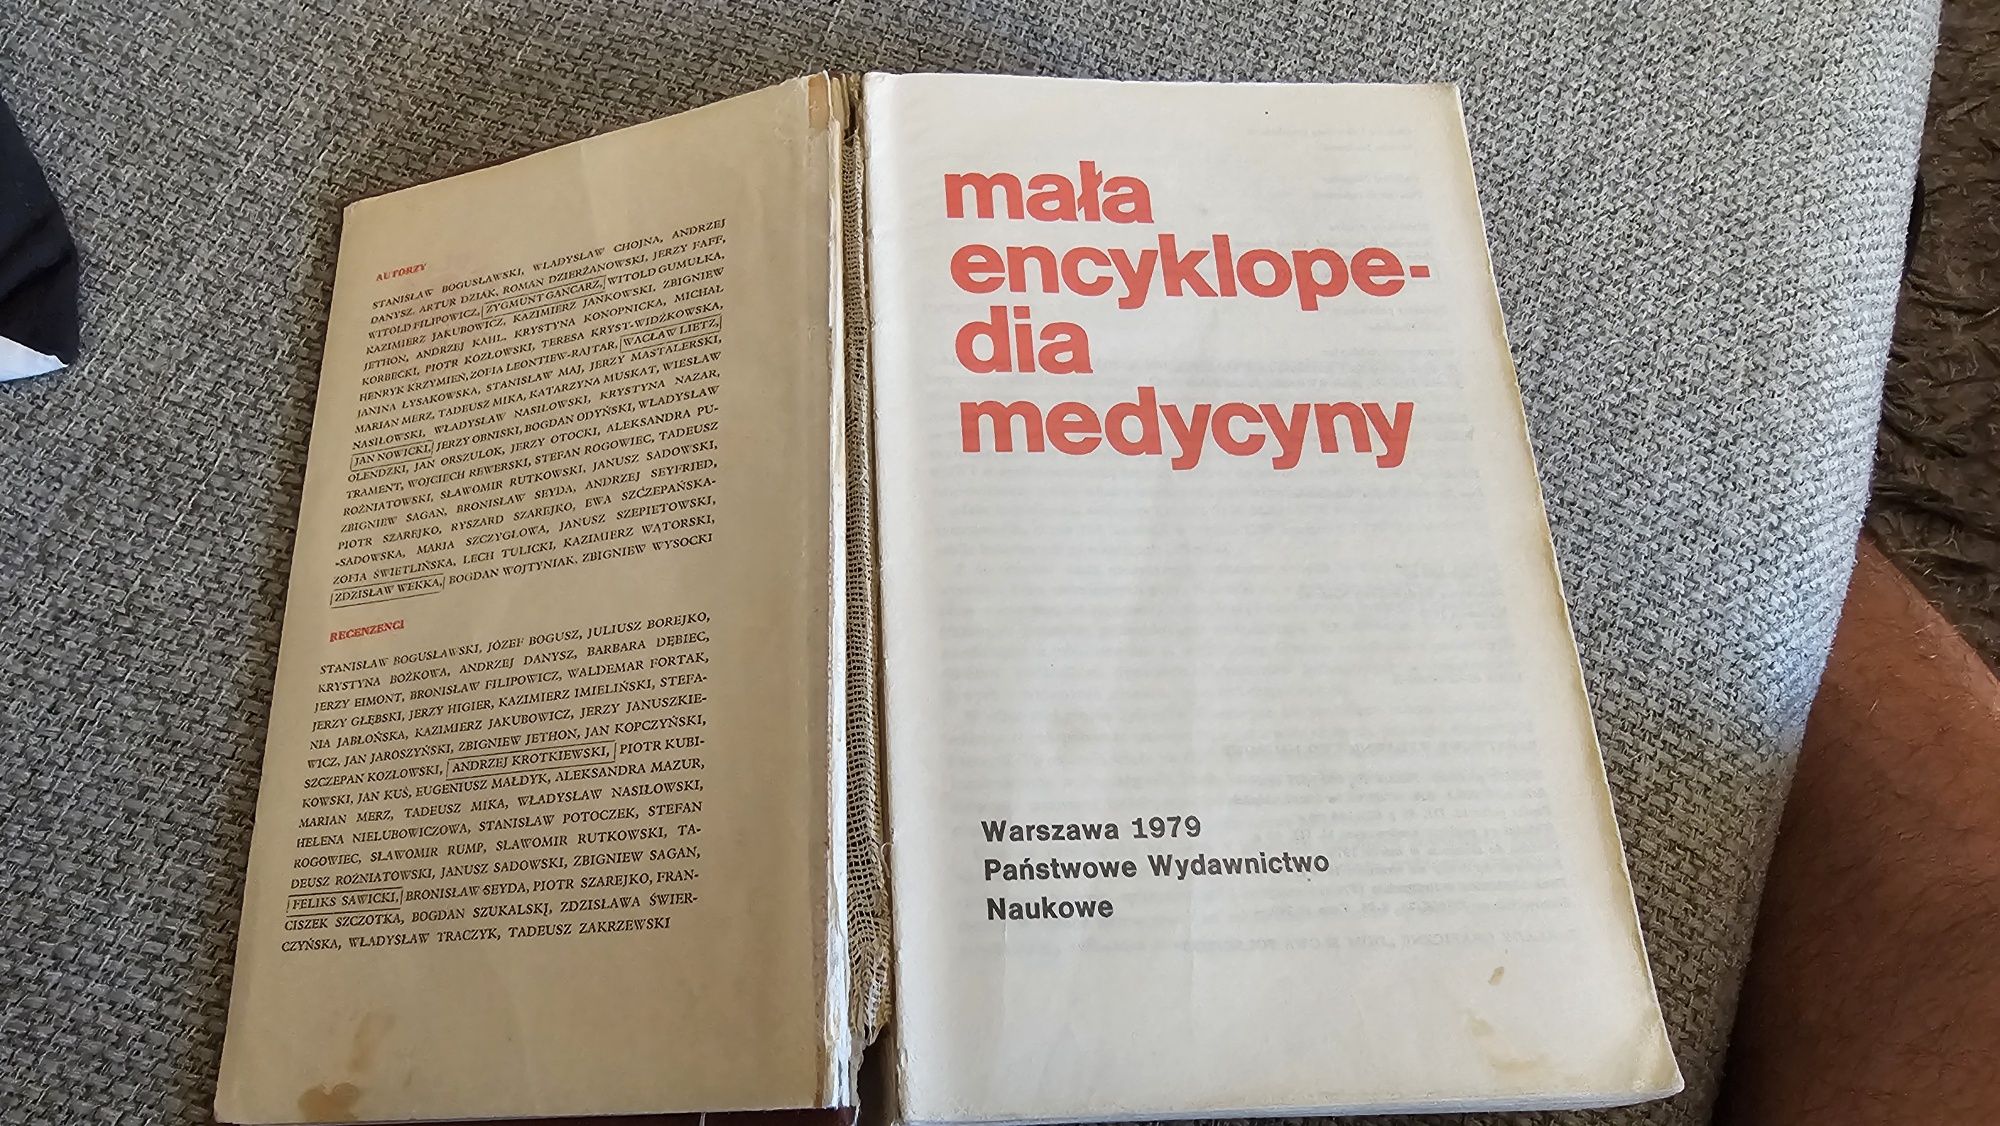 AUTORZY
STANISŁAW BOGUSŁAWSKI, WŁADYSŁAW CHOJNA, ANDRZEJ
DANYSZ, ARTUR DZIAK, ROMAN DZIERŻANOWSKI, JERZY FAFF,
WITOLD FILIPOWICZ, ZYGMUNT GANCARZ, WITOLD GUMUŁKA,
KAZIMIERZ JAKUBOWICZ, KAZIMIERZ JANKOWSKI, ZBIGNIEW
JETHON, ANDRZEJ KAHL, KRYSTYNA KONOPNICKA, MICHAŁ
KORBECKI, PIOTR KOZŁOWSKI, TERESA KRYST-WIDŹKOWSKA,
HENRYK KRZYMIEŃ, ZOFIA LEONTIEW-RAJTAR, WACŁAW LIETZ,
JANINA ŁYSAKOWSKA, STANISŁAW MAJ, JERZY MASTALERSKI,
MARIAN MERZ, TADEUSZ MIKA, KATARZYNA MUSKAT, WIESŁAW
NASIŁOWSKI, WŁADYSŁAW NASIŁOWSKI, KRYSTYNA NAZAR,
JAN NOWICKI, JERZY OBNISKI, BOGDAN ODYŃSKI, WŁADYSŁAW
OLENDZKI, JAN ORSZULOK, JERZY OTOCKI, ALEKSANDRA PU-
TRAMENT, WOJCIECH REWERSKI, STEFAN ROGOWIEC, TADEUSZ
ROŻNIATOWSKI, SŁAWOMIR RUTKOWSKI, JANUSZ SADOWSKI,
ZBIGNIEW SAGAN, BRONISŁAW SEYDA, ANDRZEJ SEYFRIED,
PIOTR SZAREJKO, RYSZARD SZAREJKO, EWA SZCZEPAŃSKA-
-SADOWSKA, MARIA SZCZYGŁOWA, JANUSZ SZEPIETOWSKI,
ZOFIA ŚWIETLIŃSKA, LECH TULICKI, KAZIMIERZ WĄTORSKI,
ZDZISŁAW WEKKA, BOGDAN WOJTYNIAK, ZBIGNIEW WYSOCKI
RECENZENCI
STANISŁAW BOGUSŁAWSKI, JÓZEF BOGUSZ, JULIUSZ BOREJKO,
KRYSTYNA BOŻKOWA, ANDRZEJ DANYSZ, BARBARA DĘBIEC,
JERZY EIMONT, BRONISŁAW FILIPOWICZ, WALDEMAR FORTAK,
JERZY GŁĘBSKI, JERZY HIGIER, KAZIMIERZ IMIELIŃSKI, STEFA-
NIA JABŁOŃSKA, KAZIMIERZ JAKUBOWICZ, JERZY JANUSZKIE-
WICZ, JAN JAROSZYŃSKI, ZBIGNIEW JETHON, JAN KOPCZYŃSKI,
SZCZEPAN KOZŁOWSKI, ANDRZEJ KROTKIEWSKI, PIOTR KUBI-
KOWSKI, JAN KUŚ, EUGENIUSZ MAŁDYK, ALEKSANDRA MAZUR,
MARIAN MERZ, TADEUSZ MIKA, WŁADYSŁAW NASIŁOWSKI,
HELENA NIELUBOWICZOWA, STANISŁAW POTOCZEK, STEFAN
ROGOWIEC, SŁAWOMIR RUMP, SŁAWOMIR RUTKOWSKI, TA-
DEUSZ ROŻNIATOWSKI, JANUSZ SADOWSKI, ZBIGNIEW SAGAN,
FELIKS SAWICKI, BRONISŁAW SEYDA, PIOTR SZAREJKO, FRAN-
CISZEK SZCZOTKA, BOGDAN SZUKALSKI, ZDZISŁAWA ŚWIER-
CZYŃSKA, WŁADYSŁAW TRACZYK, TADEUSZ ZAKRZEWSKI
mała
encyklope-
dia
medycyny
Warszawa 1979
Państwowe Wydawnictwo
Naukowe